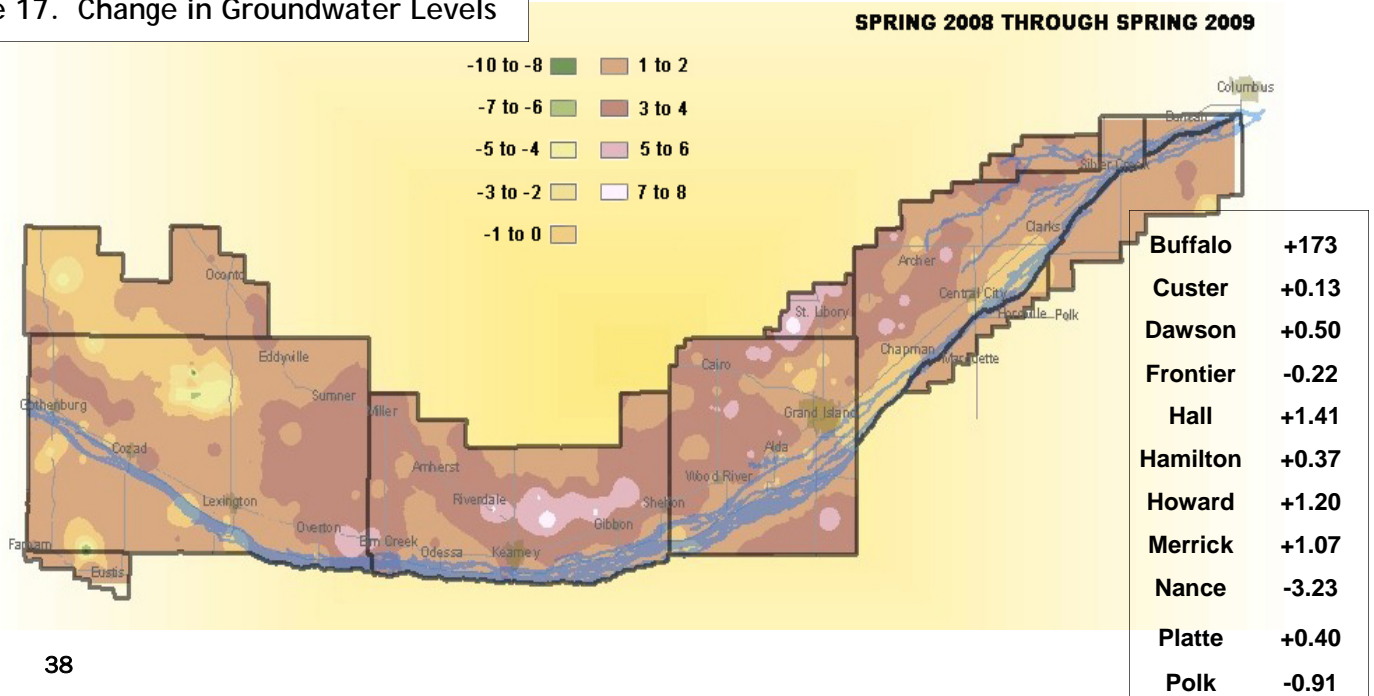 e 17. Change in Groundwater Levels
SPRING 2008 THROUGH SPRING 2009
-10 to -8
1 to 2
-7 to -6
3 to 4
-5 to -4
5 to 6
-3 to -2
7 to 8
-1 to 0
Columbus
Duncan
Silver Creek
Clarks
Archer
Central City
Hordville
Polk
Chapman
Marquette
St. Libory
Cairo
Grand Island
Alda
Wood River
Oconto
Eddyville
Sumner
Miller
Gothenburg
Cozad
Amherst
Riverdale
Shelton
Lexington
Gibbon
Overton
Elm Creek
Odessa
Kearney
Farnam
Eustis
Buffalo +173
Custer +0.13
Dawson +0.50
Frontier -0.22
Hall +1.41
Hamilton +0.37
Howard +1.20
Merrick +1.07
Nance -3.23
Platte +0.40
Polk -0.91
38